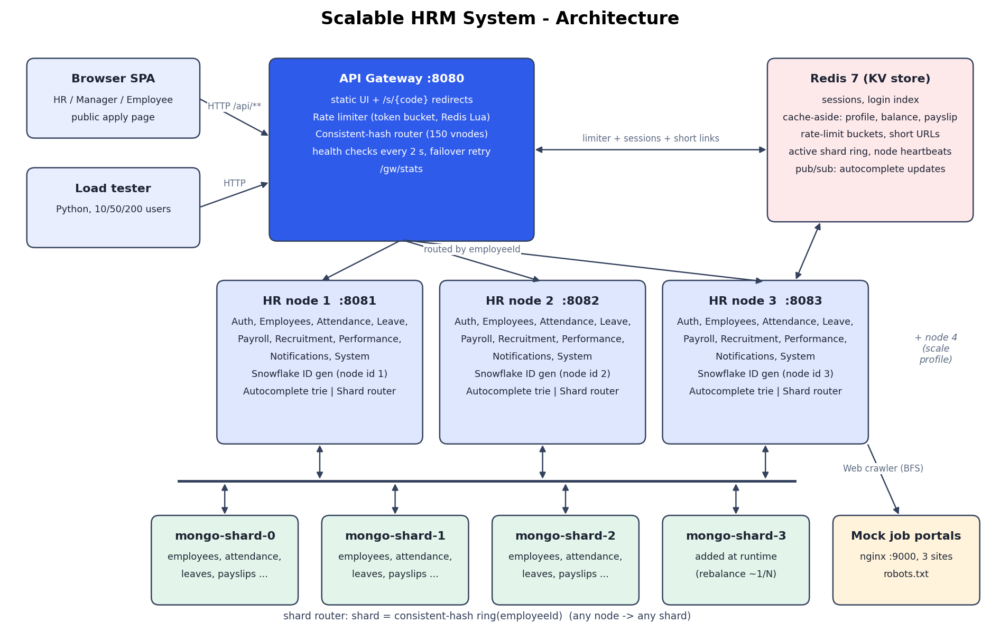 Scalable HRM System - Architecture
Browser SPA
HR / Manager / Employee
public apply page
HTTP /api/**
Load tester
Python, 10/50/200 users
HTTP
API Gateway :8080
static UI + /s/{code} redirects
Rate limiter (token bucket, Redis Lua)
Consistent-hash router (150 vnodes)
health checks every 2 s, failover retry
/gw/stats
limiter + sessions + short links
Redis 7 (KV store)
sessions, login index
cache-aside: profile, balance, payslip
rate-limit buckets, short URLs
active shard ring, node heartbeats
pub/sub: autocomplete updates
routed by employeeId
HR node 1  :8081
Auth, Employees, Attendance, Leave,
Payroll, Recruitment, Performance,
Notifications, System
Snowflake ID gen (node id 1)
Autocomplete trie | Shard router
HR node 2  :8082
Auth, Employees, Attendance, Leave,
Payroll, Recruitment, Performance,
Notifications, System
Snowflake ID gen (node id 2)
Autocomplete trie | Shard router
HR node 3  :8083
Auth, Employees, Attendance, Leave,
Payroll, Recruitment, Performance,
Notifications, System
Snowflake ID gen (node id 3)
Autocomplete trie | Shard router
+ node 4
(scale
profile)
Web crawler (BFS)
mongo-shard-0
employees, attendance,
leaves, payslips ...
mongo-shard-1
employees, attendance,
leaves, payslips ...
mongo-shard-2
employees, attendance,
leaves, payslips ...
mongo-shard-3
added at runtime
(rebalance ~1/N)
Mock job portals
nginx :9000, 3 sites
robots.txt
shard router: shard = consistent-hash ring(employeeId)  (any node -> any shard)